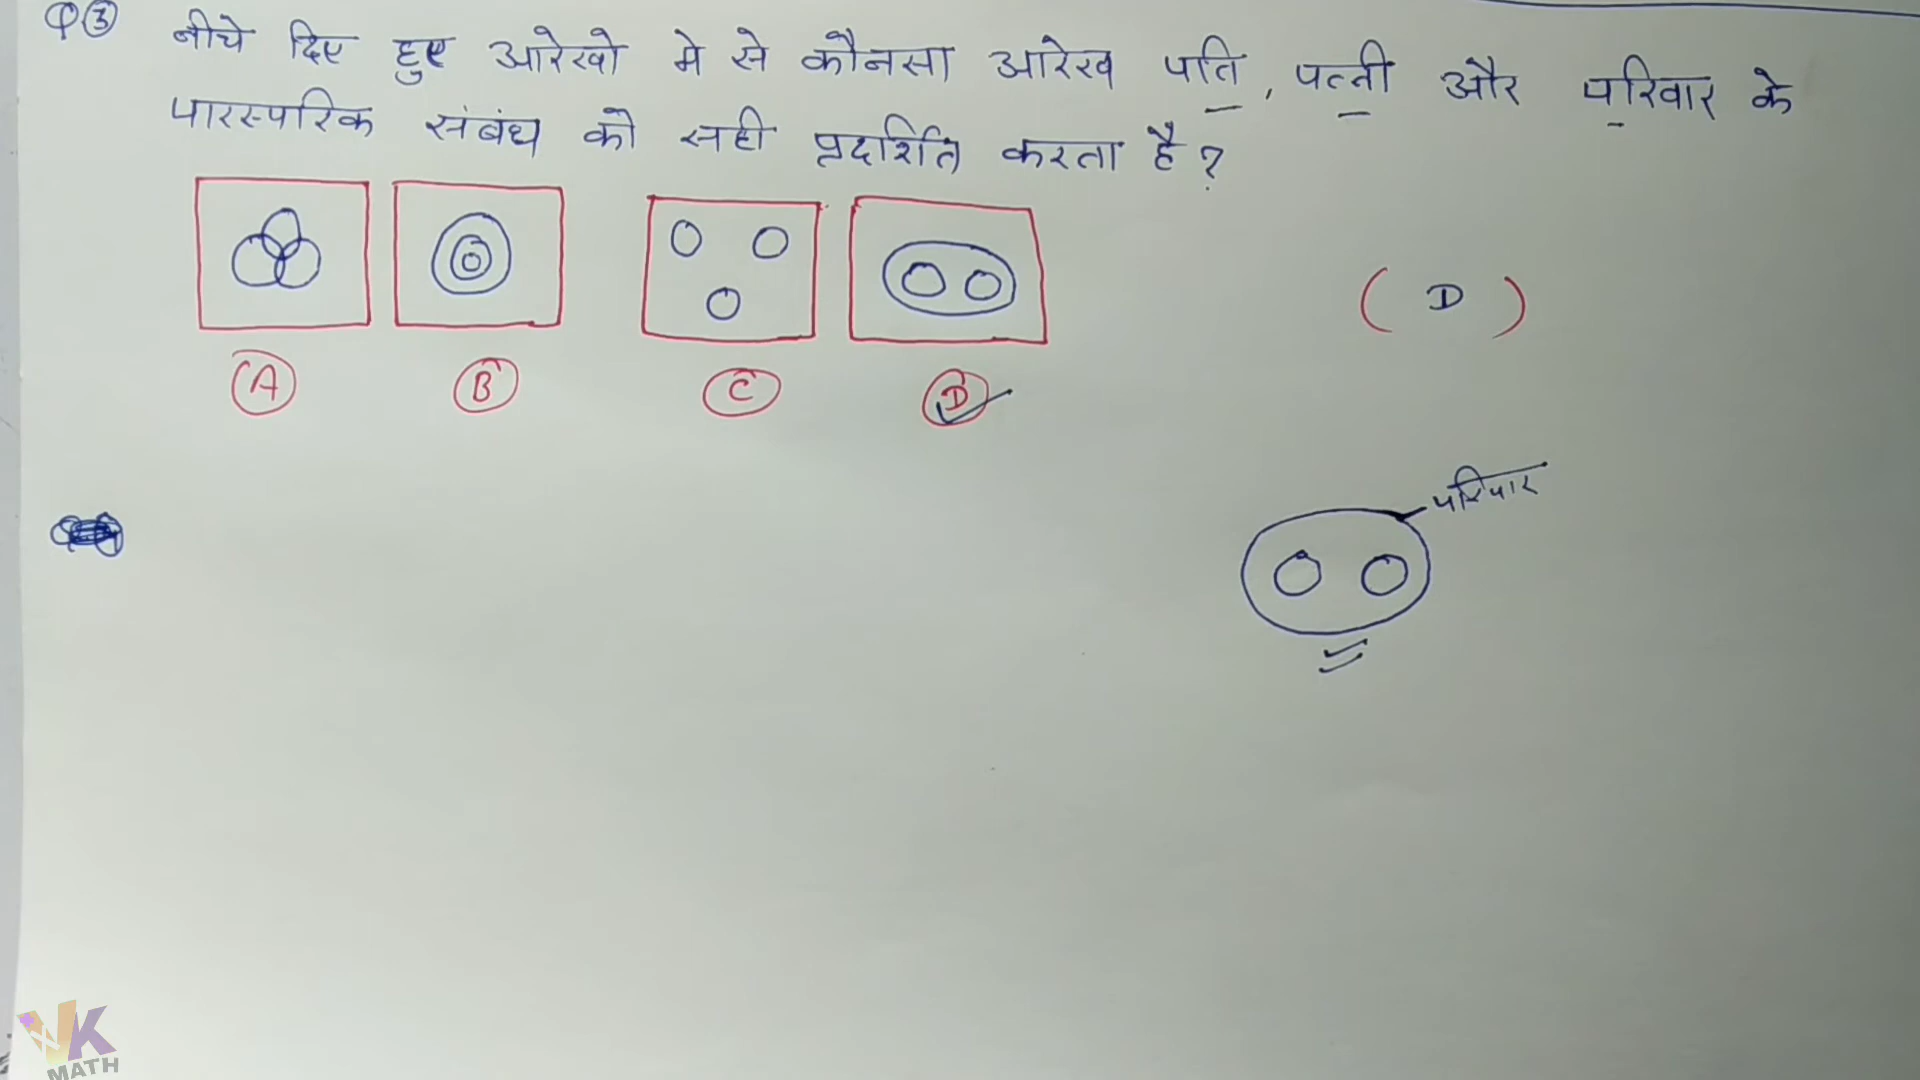 Q③ नीचे दिए हुए आरेखो मे से कौनसा आरेख पति, पत्नी और परिवार के
पारस्परिक संबंध को सही प्रदर्शित करता है?
( D )
A B C D
परिवार
VK
MATH